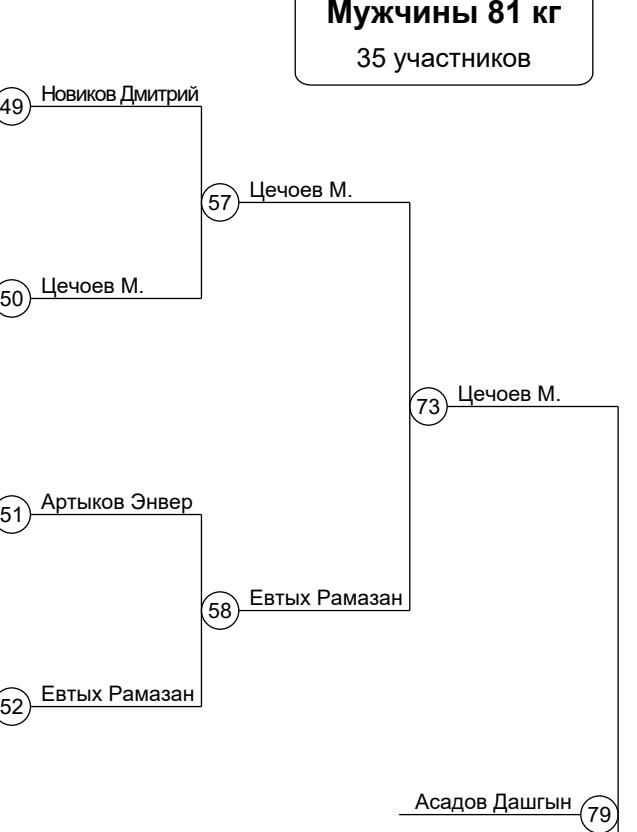 Мужчины 81 кг
35 участников
49 Новиков Дмитрий
57 Цечоев М.
50 Цечоев М.
73 Цечоев М.
51 Артыков Энвер
58 Евтых Рамазан
52 Евтых Рамазан
Асадов Дашгын 79